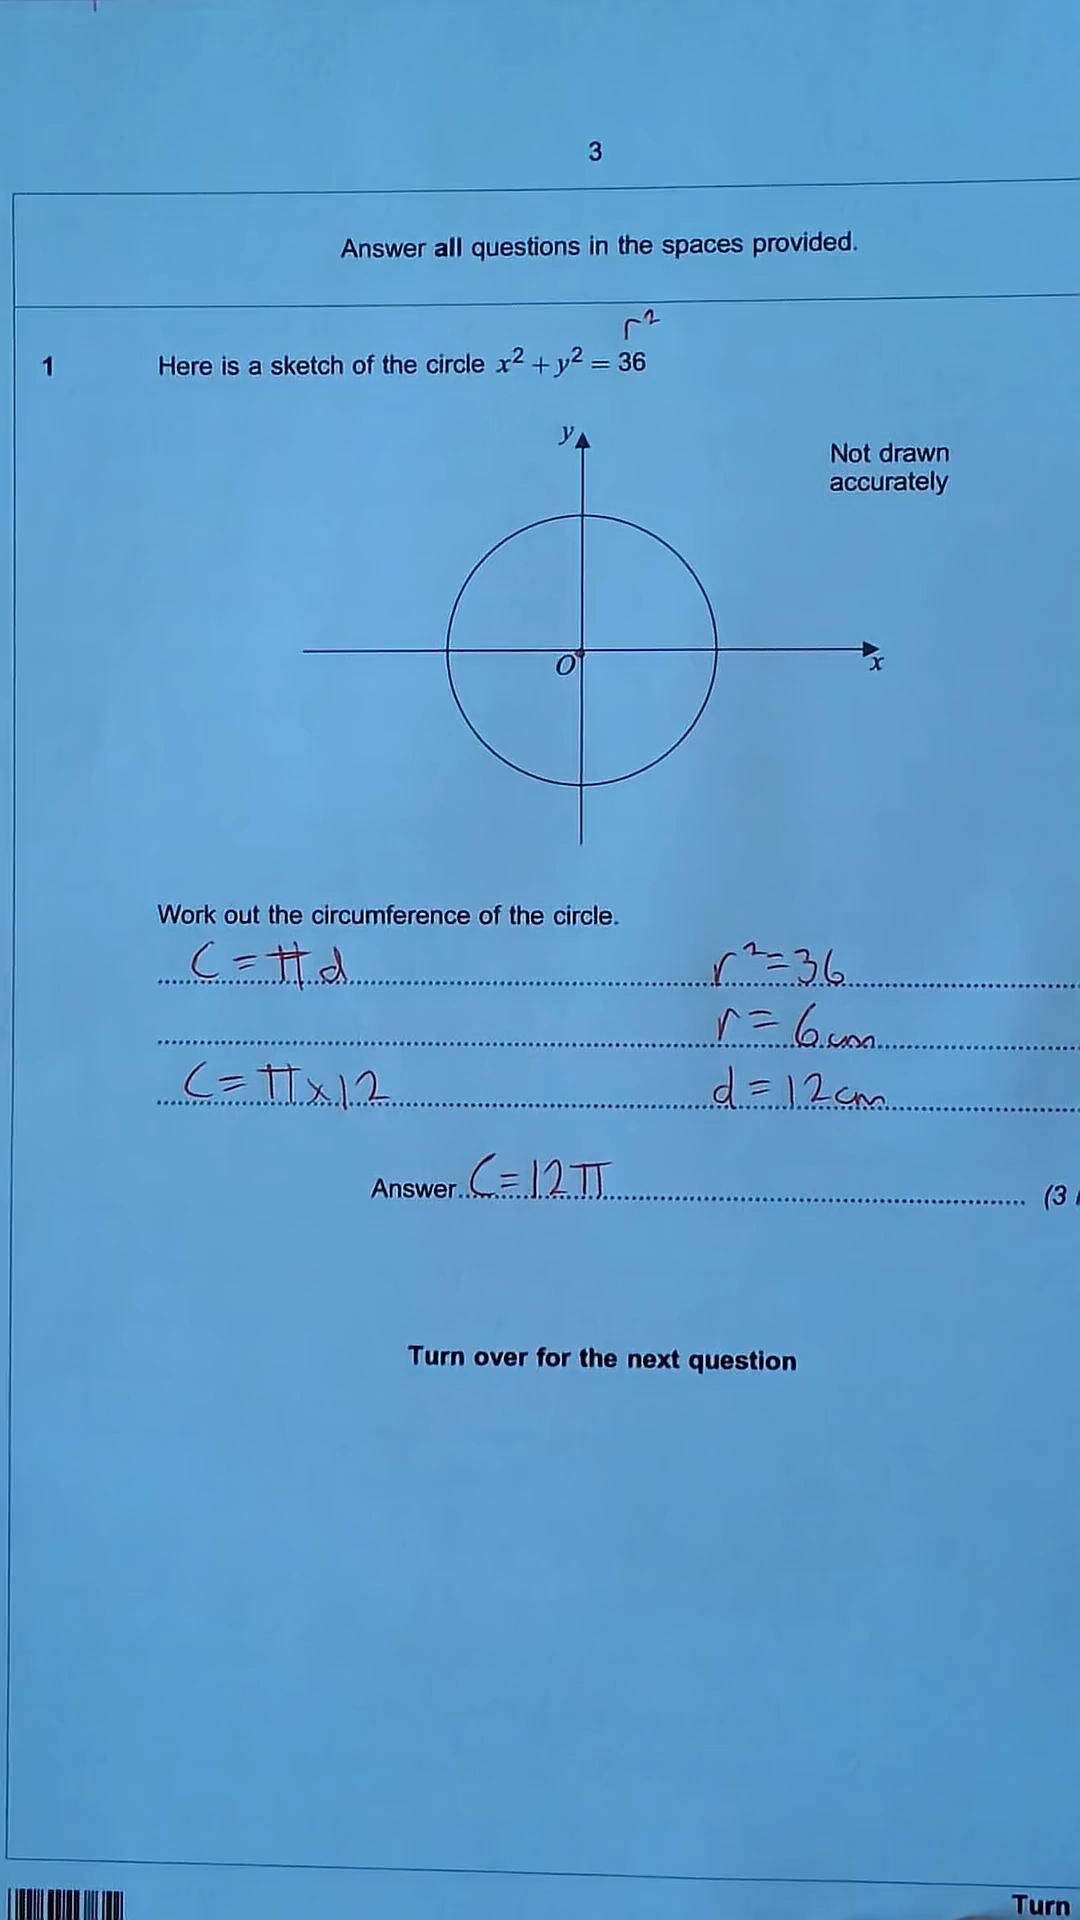 3
Answer all questions in the spaces provided.
r²
1 Here is a sketch of the circle x² + y² = 36
y
Not drawn
accurately
O
x
Work out the circumference of the circle.
C = πd r² = 36
r = 6cm
C = π × 12 d = 12cm
Answer C = 12π (3
Turn over for the next question
Turn